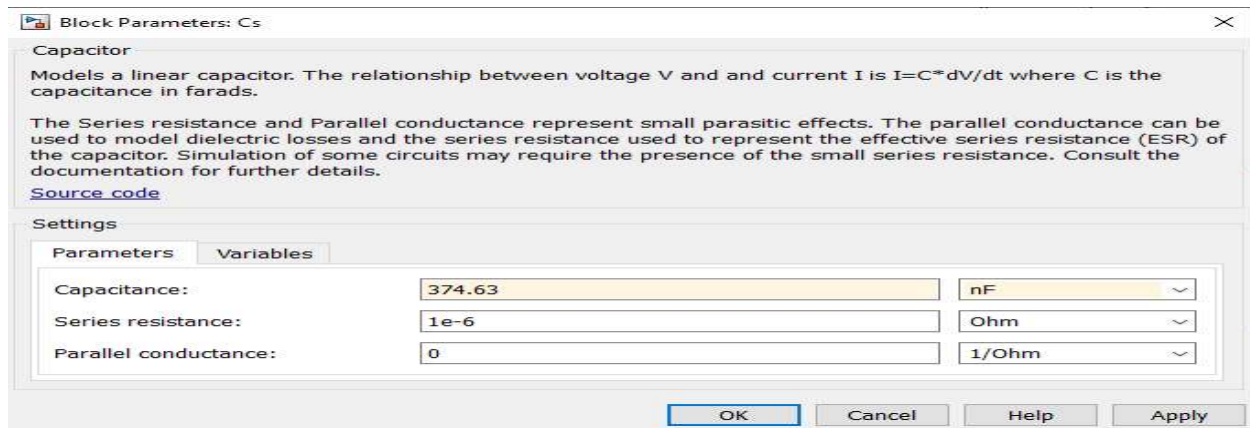 Block Parameters: Cs
Capacitor
Models a linear capacitor. The relationship between voltage V and and current I is I=C*dV/dt where C is the
capacitance in farads.
The Series resistance and Parallel conductance represent small parasitic effects. The parallel conductance can be
used to model dielectric losses and the series resistance used to represent the effective series resistance (ESR) of
the capacitor. Simulation of some circuits may require the presence of the small series resistance. Consult the
documentation for further details.
Source code
Settings
Parameters Variables
Capacitance: 374.63 nF
Series resistance: 1e-6 Ohm
Parallel conductance: 0 1/Ohm
OK Cancel Help Apply